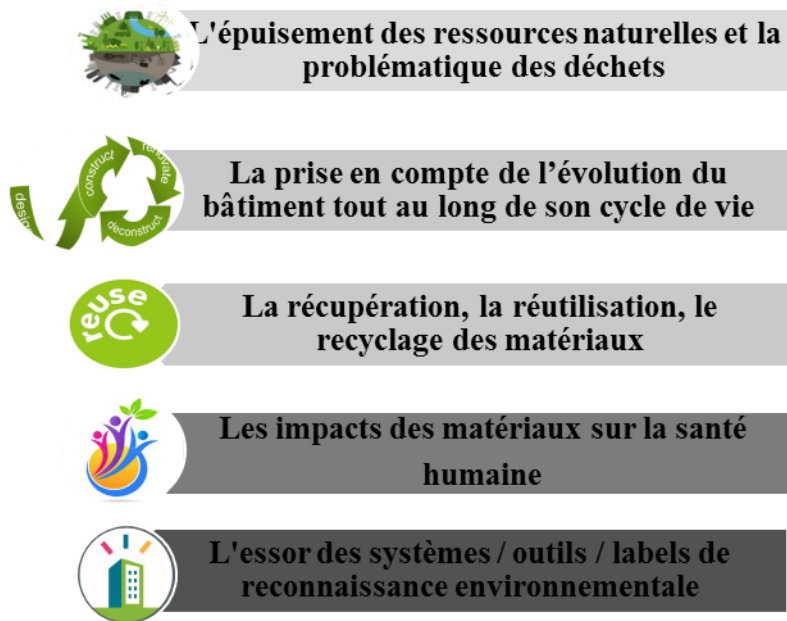 L'épuisement des ressources naturelles et la
problématique des déchets
renovate
construct
La prise en compte de l’évolution du
desig
bâtiment tout au long de son cycle de vie
deconstruct
La récupération, la réutilisation, le
reuse
recyclage des matériaux
Les impacts des matériaux sur la santé
humaine
L'essor des systèmes / outils / labels de
reconnaissance environnementale